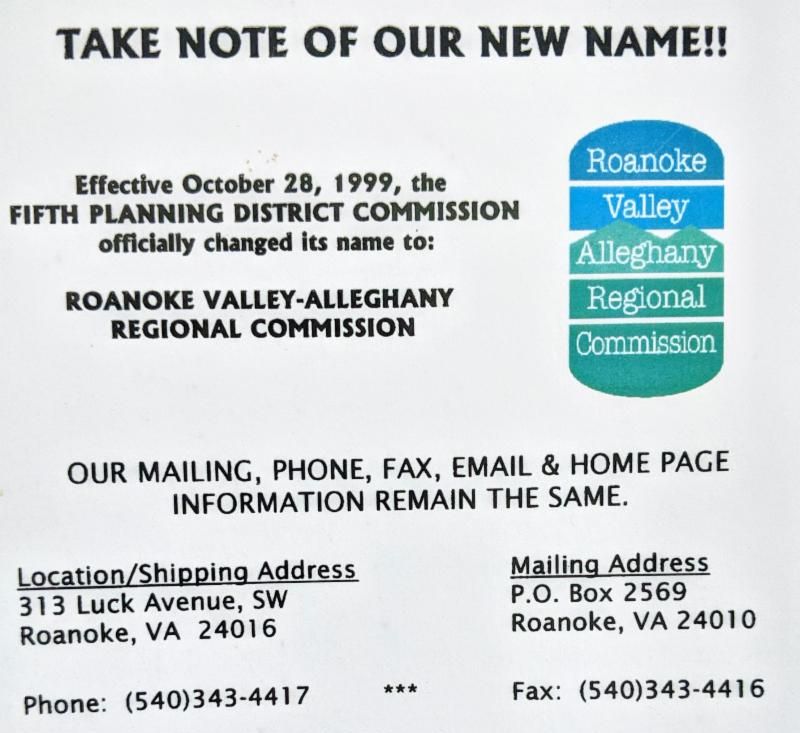 TAKE NOTE OF OUR NEW NAME!!
Effective October 28, 1999, the
FIFTH PLANNING DISTRICT COMMISSION
officially changed its name to:
ROANOKE VALLEY-ALLEGHANY
REGIONAL COMMISSION
Roanoke
Valley
Alleghany
Regional
Commission
OUR MAILING, PHONE, FAX, EMAIL & HOME PAGE
INFORMATION REMAIN THE SAME.
Location/Shipping Address
313 Luck Avenue, SW
Roanoke, VA 24016
Mailing Address
P.O. Box 2569
Roanoke, VA 24010
Phone: (540)343-4417 *** Fax: (540)343-4416